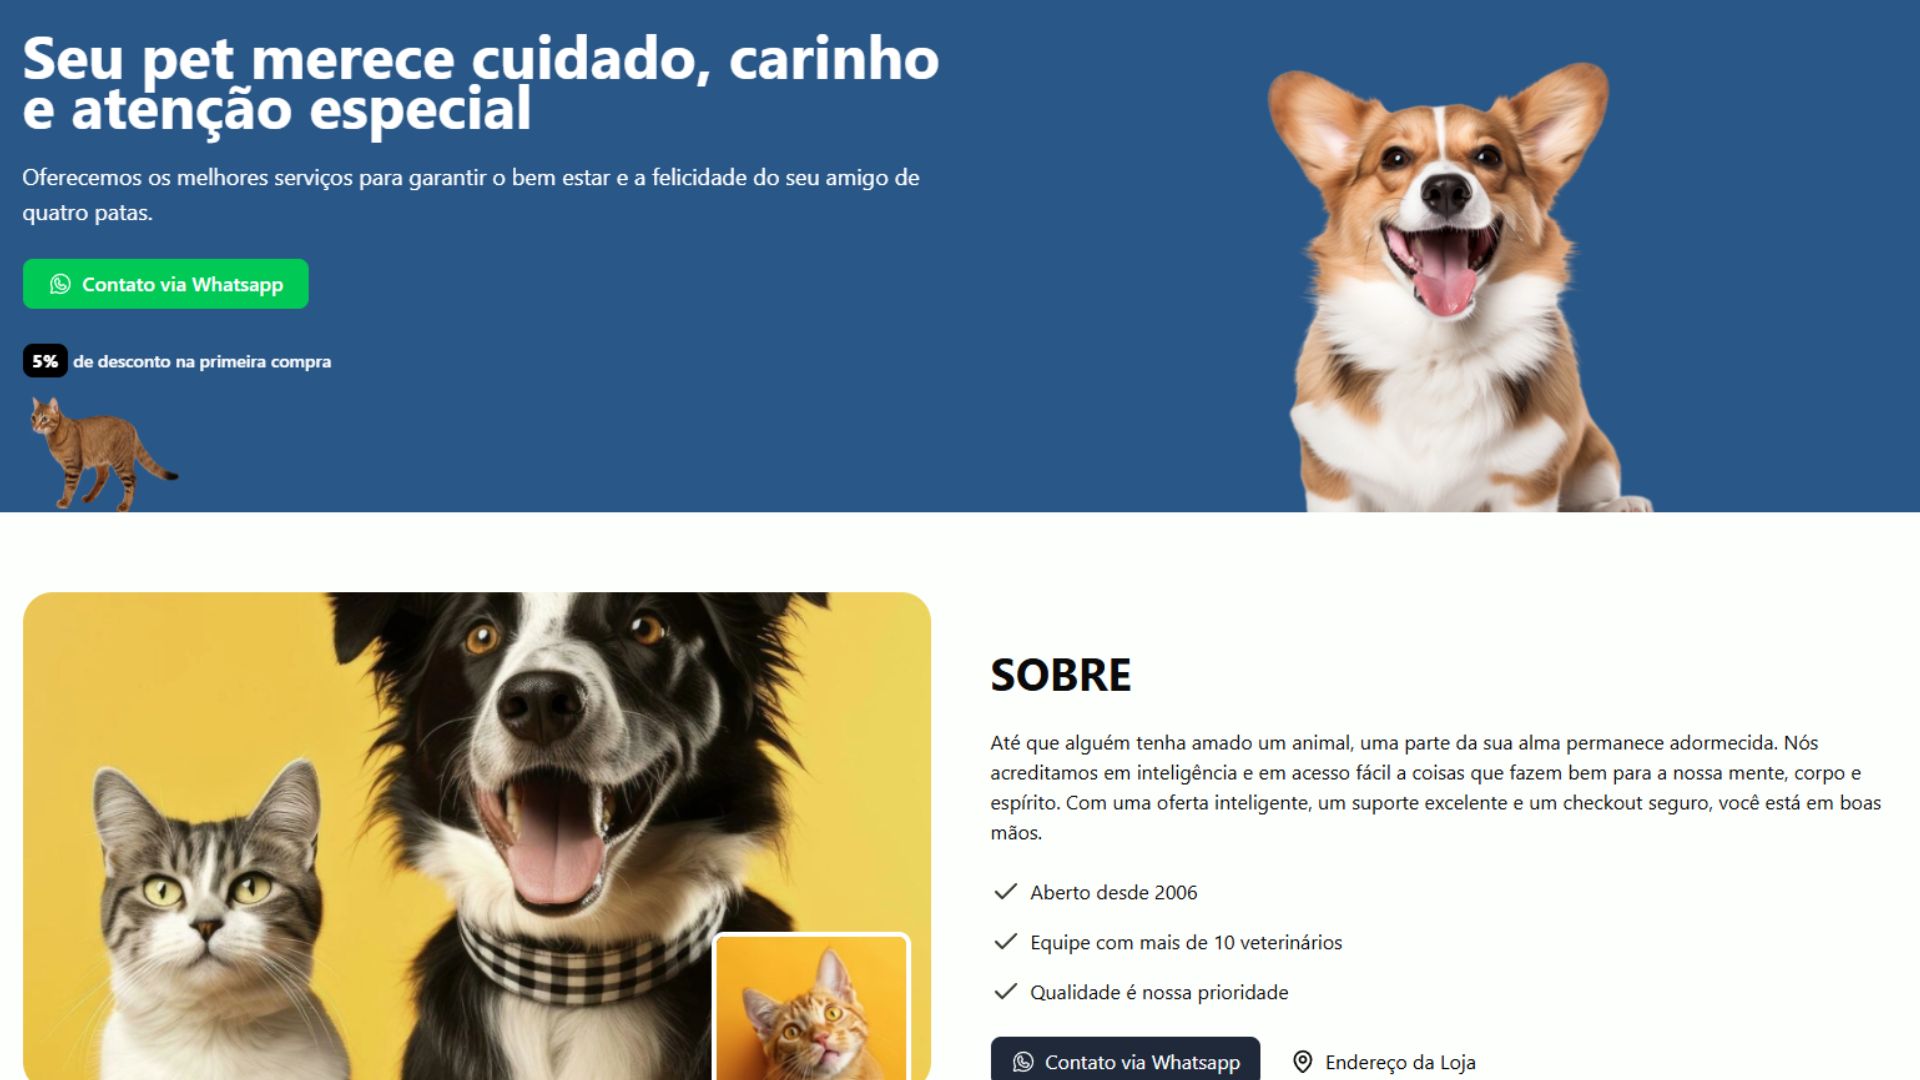 Seu pet merece cuidado, carinho
e atenção especial
Oferecemos os melhores serviços para garantir o bem estar e a felicidade do seu amigo de
quatro patas.
Contato via Whatsapp
5% de desconto na primeira compra
SOBRE
Até que alguém tenha amado um animal, uma parte da sua alma permanece adormecida. Nós
acreditamos em inteligência e em acesso fácil a coisas que fazem bem para a nossa mente, corpo e
espírito. Com uma oferta inteligente, um suporte excelente e um checkout seguro, você está em boas
mãos.
Aberto desde 2006
Equipe com mais de 10 veterinários
Qualidade é nossa prioridade
Contato via Whatsapp
Endereço da Loja